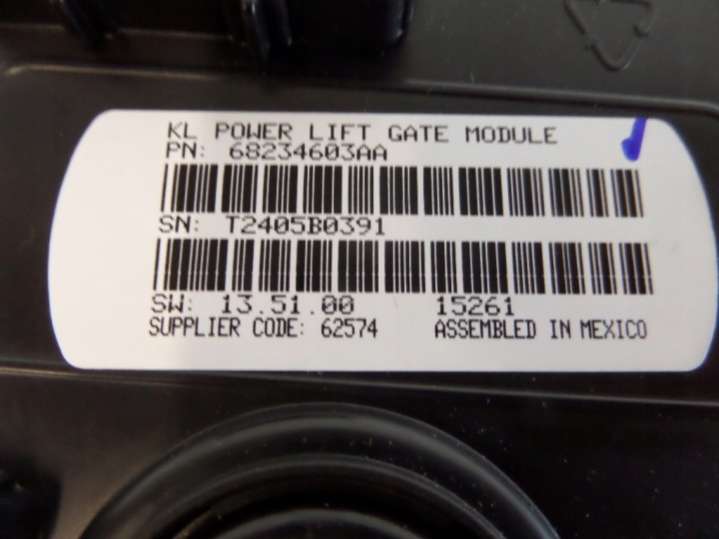 KL POWER LIFT GATE MODULE
PN: 68234603AA
SN: T2405B0391
SW: 13.51.00 15261
SUPPLIER CODE: 62574 ASSEMBLED IN MEXICO